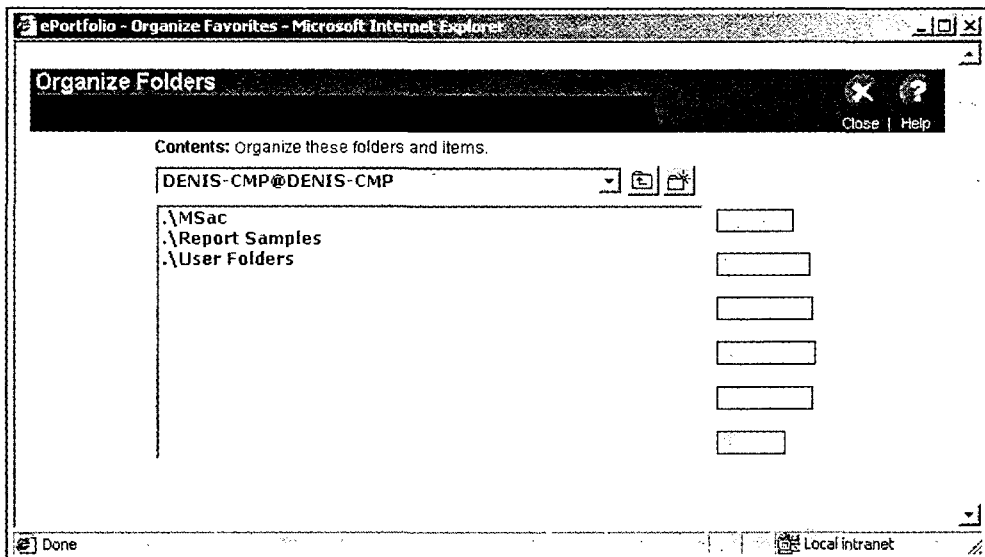 ePortfolio - Organize Favorites - Microsoft Internet Explorer
Organize Folders
Close | Help
Contents: Organize these folders and items.
DENIS-CMP@DENIS-CMP
.\MSac
.\Report Samples
.\User Folders
Done
Local intranet